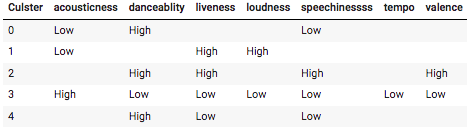 Culster acousticness danceablity liveness loudness speechinessss tempo valence
0 Low High Low
1 Low High High
2 High High High High
3 High Low Low Low Low Low Low
4 High Low Low